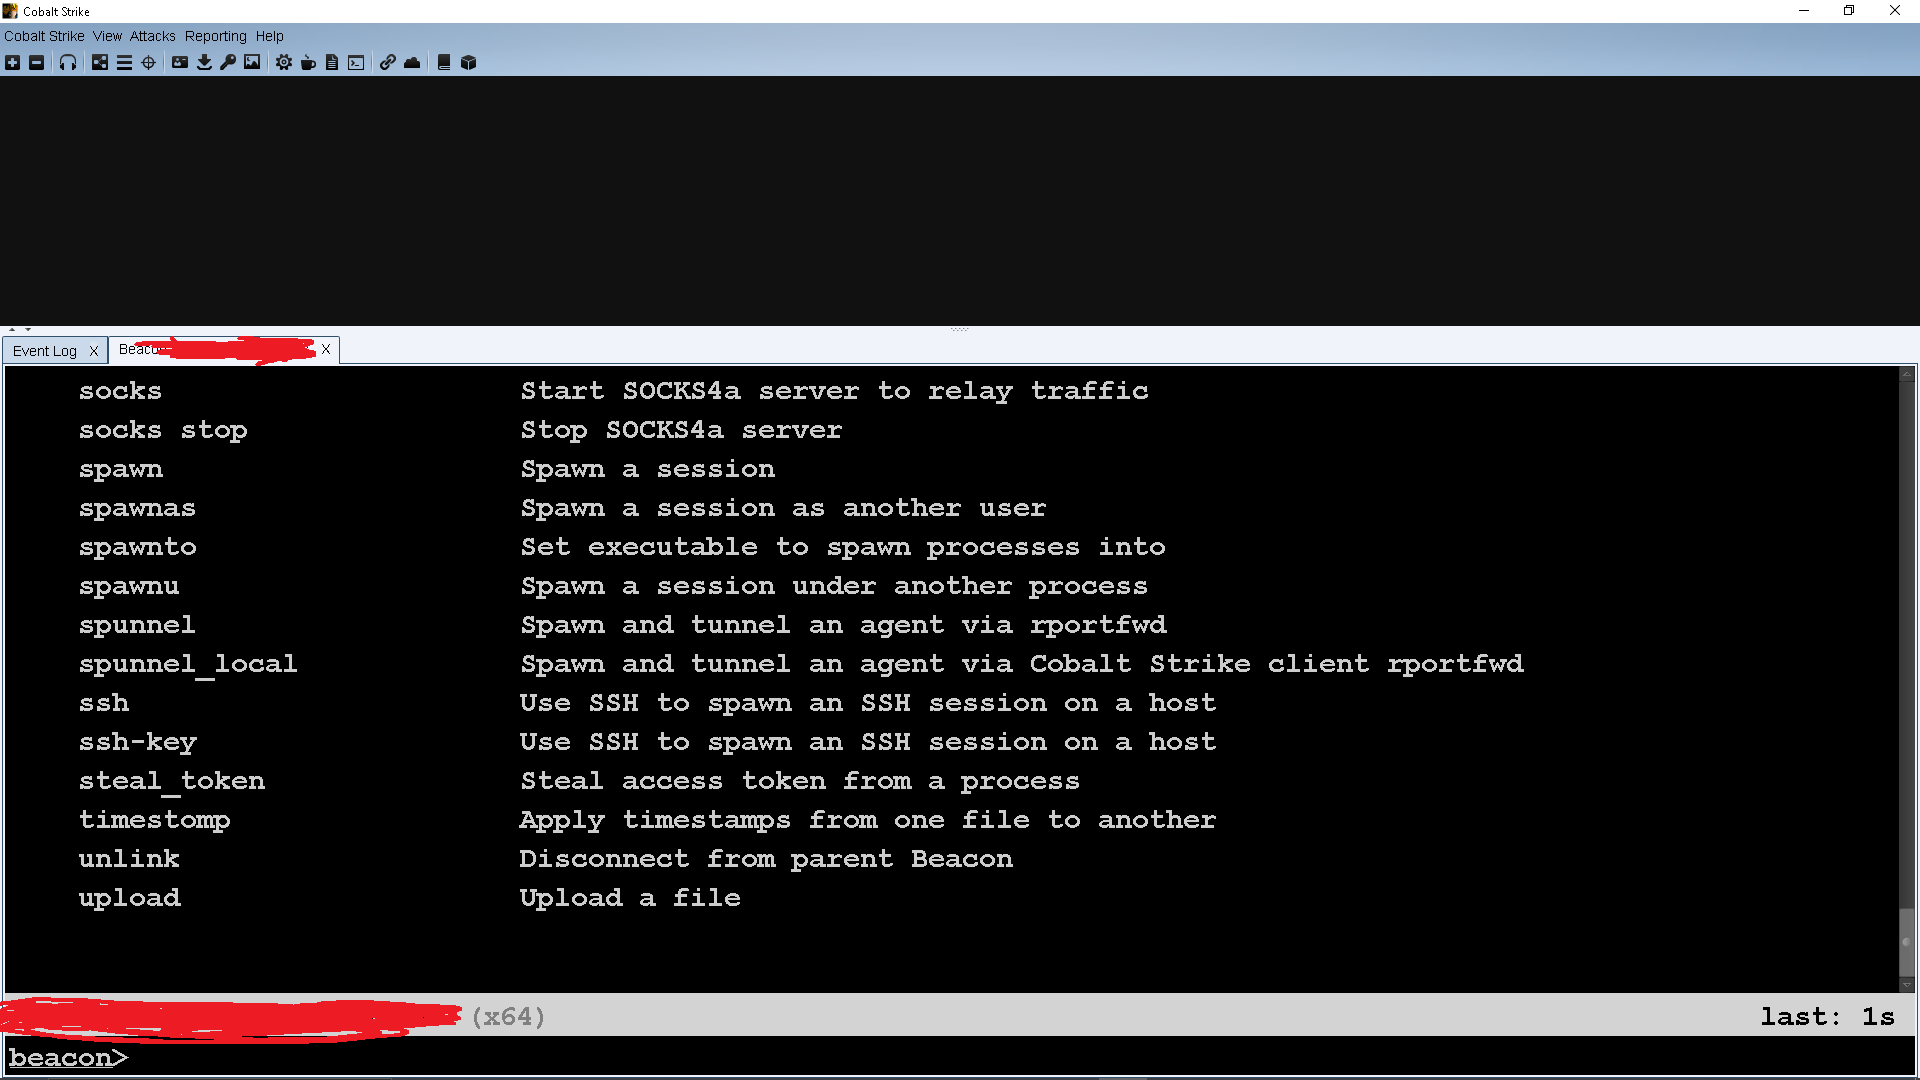 Cobalt Strike
Cobalt Strike View Attacks Reporting Help
Event Log X
X
socks Start SOCKS4a server to relay traffic
socks stop Stop SOCKS4a server
spawn Spawn a session
spawnas Spawn a session as another user
spawnto Set executable to spawn processes into
spawnu Spawn a session under another process
spunnel Spawn and tunnel an agent via rportfwd
spunnel_local Spawn and tunnel an agent via Cobalt Strike client rportfwd
ssh Use SSH to spawn an SSH session on a host
ssh-key Use SSH to spawn an SSH session on a host
steal_token Steal access token from a process
timestomp Apply timestamps from one file to another
unlink Disconnect from parent Beacon
upload Upload a file
(x64) last: 1s
beacon>